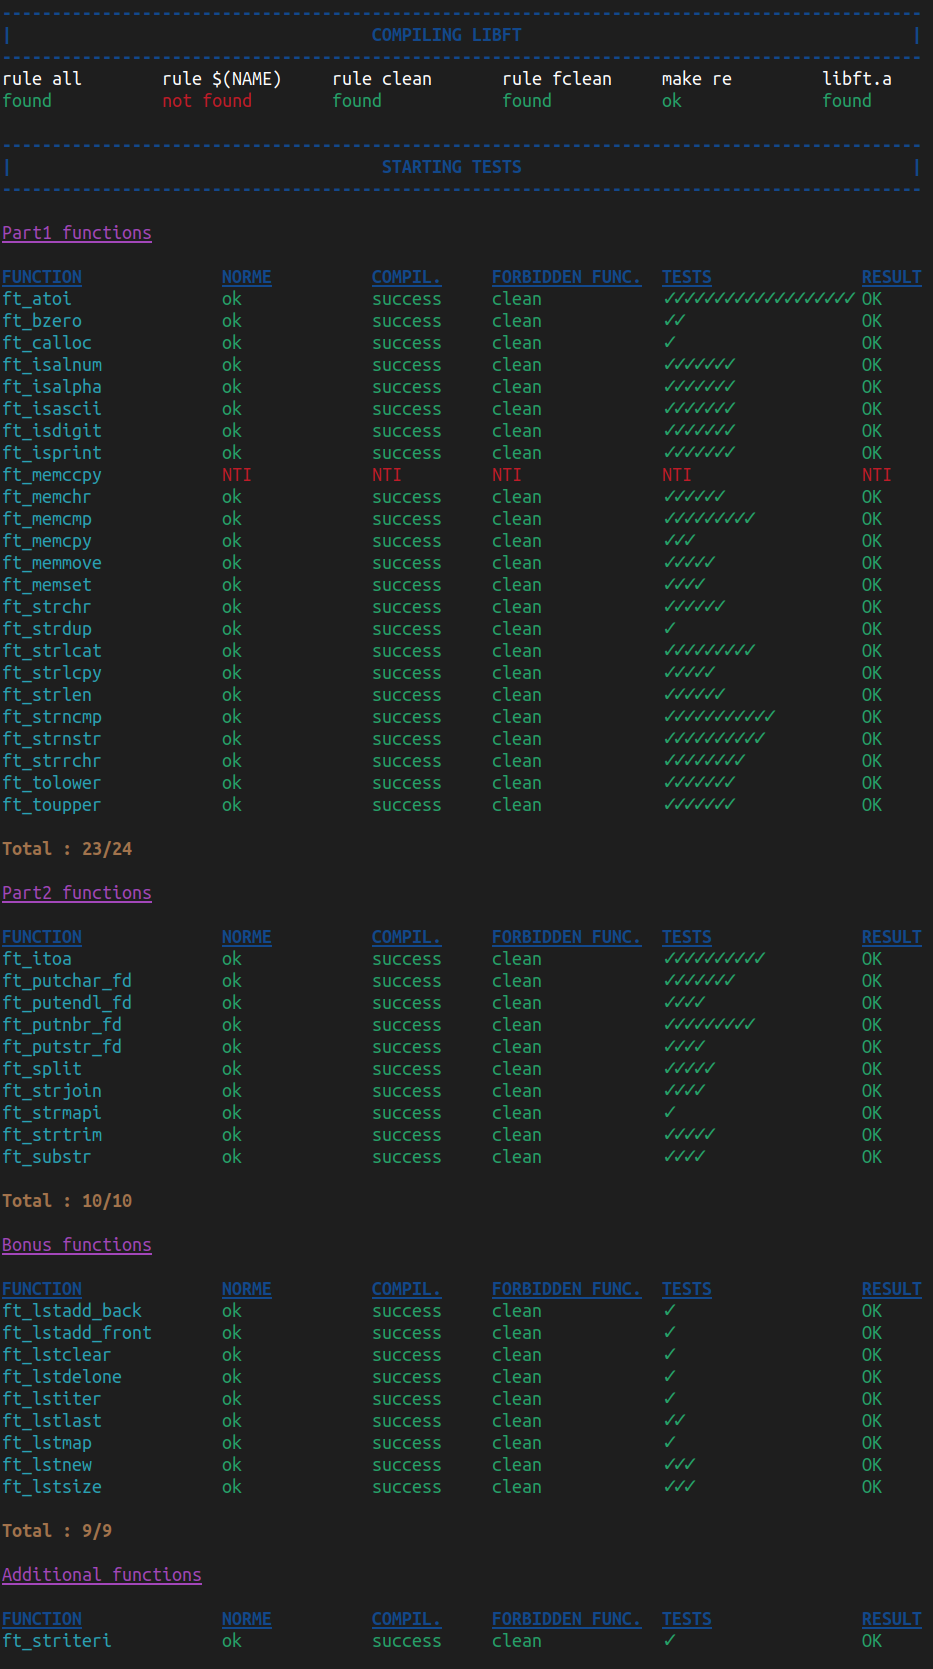 --------------------------------------------------------------------------------------------
| COMPILING LIBFT |
--------------------------------------------------------------------------------------------
rule all rule $(NAME) rule clean rule fclean make re libft.a
found not found found found ok found
--------------------------------------------------------------------------------------------
| STARTING TESTS |
--------------------------------------------------------------------------------------------
Part1 functions
FUNCTION NORME COMPIL. FORBIDDEN FUNC. TESTS RESULT
ft_atoi ok success clean ✓✓✓✓✓✓✓✓✓✓✓✓✓✓✓✓✓✓✓ OK
ft_bzero ok success clean ✓✓ OK
ft_calloc ok success clean ✓ OK
ft_isalnum ok success clean ✓✓✓✓✓✓✓ OK
ft_isalpha ok success clean ✓✓✓✓✓✓✓ OK
ft_isascii ok success clean ✓✓✓✓✓✓✓ OK
ft_isdigit ok success clean ✓✓✓✓✓✓✓ OK
ft_isprint ok success clean ✓✓✓✓✓✓✓ OK
ft_memccpy NTI NTI NTI NTI NTI
ft_memchr ok success clean ✓✓✓✓✓✓ OK
ft_memcmp ok success clean ✓✓✓✓✓✓✓✓✓ OK
ft_memcpy ok success clean ✓✓✓ OK
ft_memmove ok success clean ✓✓✓✓✓ OK
ft_memset ok success clean ✓✓✓✓ OK
ft_strchr ok success clean ✓✓✓✓✓✓ OK
ft_strdup ok success clean ✓ OK
ft_strlcat ok success clean ✓✓✓✓✓✓✓✓✓ OK
ft_strlcpy ok success clean ✓✓✓✓✓ OK
ft_strlen ok success clean ✓✓✓✓✓✓ OK
ft_strncmp ok success clean ✓✓✓✓✓✓✓✓✓✓✓ OK
ft_strnstr ok success clean ✓✓✓✓✓✓✓✓✓✓ OK
ft_strrchr ok success clean ✓✓✓✓✓✓✓✓ OK
ft_tolower ok success clean ✓✓✓✓✓✓✓ OK
ft_toupper ok success clean ✓✓✓✓✓✓✓ OK
Total : 23/24
Part2 functions
FUNCTION NORME COMPIL. FORBIDDEN FUNC. TESTS RESULT
ft_itoa ok success clean ✓✓✓✓✓✓✓✓✓✓ OK
ft_putchar_fd ok success clean ✓✓✓✓✓✓✓ OK
ft_putendl_fd ok success clean ✓✓✓✓ OK
ft_putnbr_fd ok success clean ✓✓✓✓✓✓✓✓✓ OK
ft_putstr_fd ok success clean ✓✓✓✓ OK
ft_split ok success clean ✓✓✓✓✓ OK
ft_strjoin ok success clean ✓✓✓✓ OK
ft_strmapi ok success clean ✓ OK
ft_strtrim ok success clean ✓✓✓✓✓ OK
ft_substr ok success clean ✓✓✓✓ OK
Total : 10/10
Bonus functions
FUNCTION NORME COMPIL. FORBIDDEN FUNC. TESTS RESULT
ft_lstadd_back ok success clean ✓ OK
ft_lstadd_front ok success clean ✓ OK
ft_lstclear ok success clean ✓ OK
ft_lstdelone ok success clean ✓ OK
ft_lstiter ok success clean ✓ OK
ft_lstlast ok success clean ✓✓ OK
ft_lstmap ok success clean ✓ OK
ft_lstnew ok success clean ✓✓✓ OK
ft_lstsize ok success clean ✓✓✓ OK
Total : 9/9
Additional functions
FUNCTION NORME COMPIL. FORBIDDEN FUNC. TESTS RESULT
ft_striteri ok success clean ✓ OK